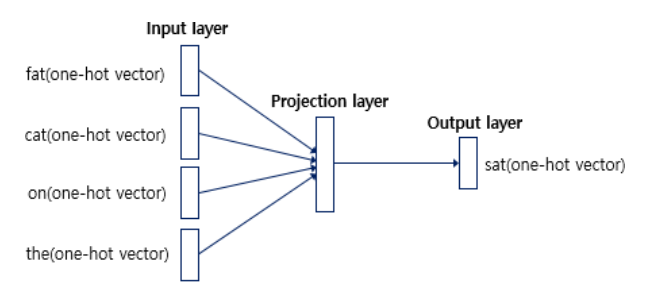 Input layer
fat(one-hot vector)
Projection layer
cat(one-hot vector)
Output layer
sat(one-hot vector)
on(one-hot vector)
the(one-hot vector)